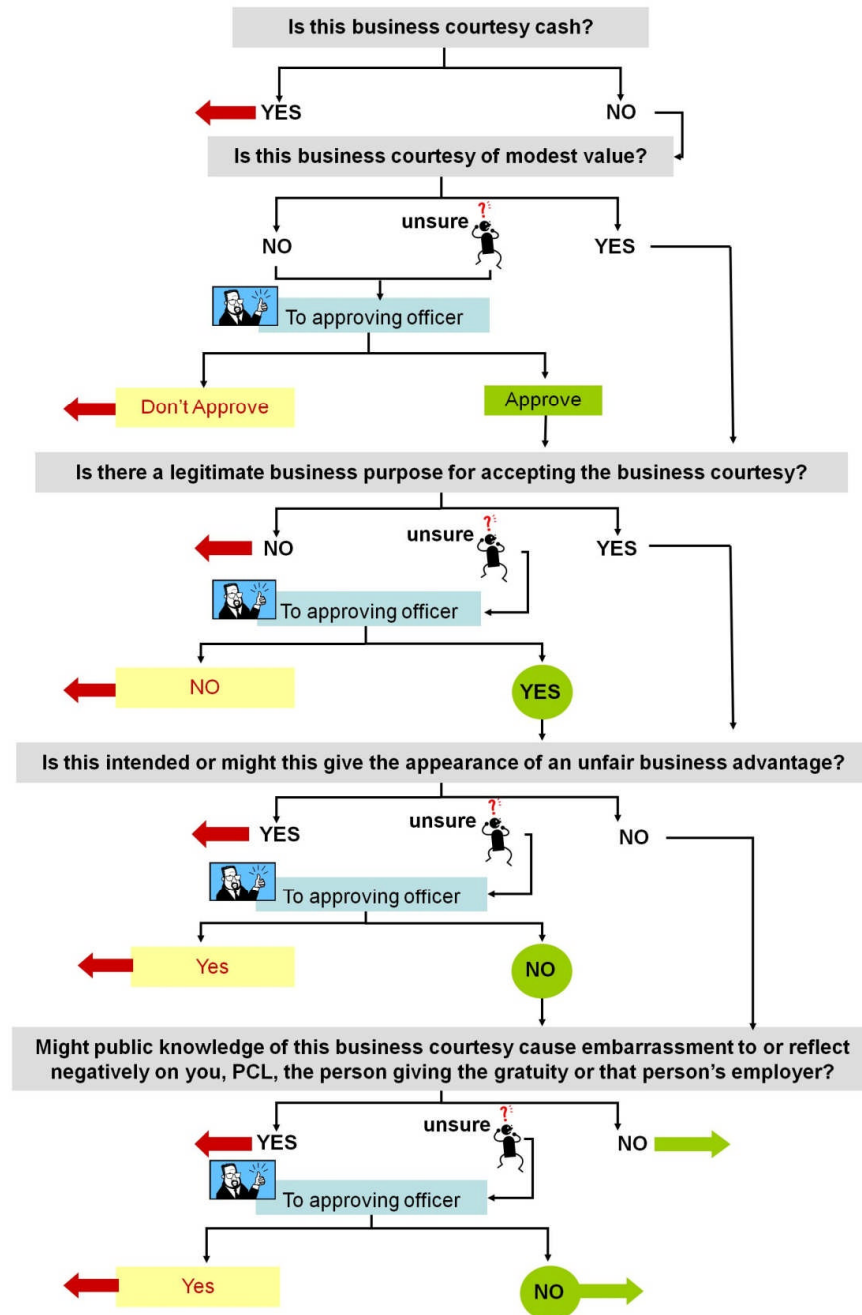 Is this business courtesy cash?
YES
NO
Is this business courtesy of modest value?
NO
unsure
?
YES
To approving officer
Don't Approve
Approve
Is there a legitimate business purpose for accepting the business courtesy?
NO
unsure
?
YES
To approving officer
NO
YES
Is this intended or might this give the appearance of an unfair business advantage?
YES
unsure
?
NO
To approving officer
Yes
NO
Might public knowledge of this business courtesy cause embarrassment to or reflect
negatively on you, PCL, the person giving the gratuity or that person's employer?
YES
unsure
?
NO
To approving officer
Yes
NO